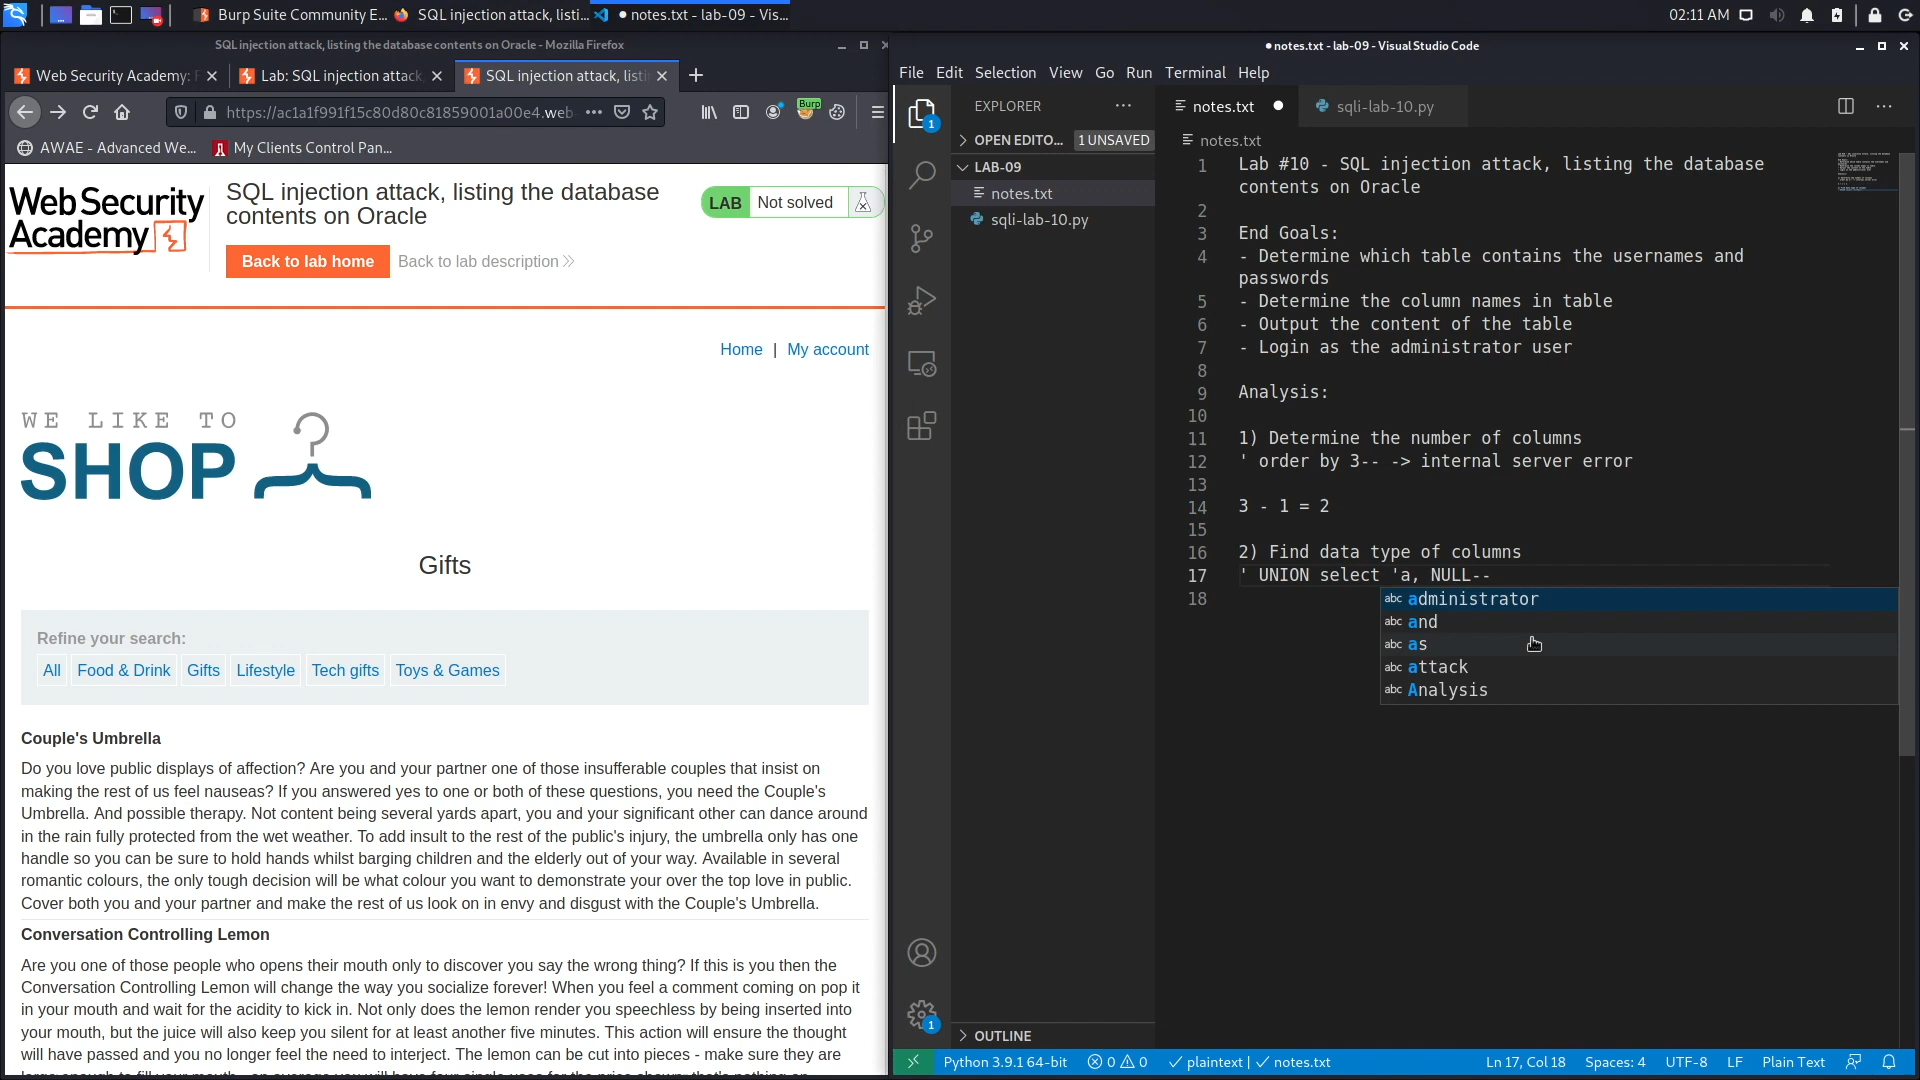 Burp Suite Community E...
SQL injection attack, listi...
● notes.txt - lab-09 - Vis...
02:11 AM
SQL injection attack, listing the database contents on Oracle - Mozilla Firefox
● notes.txt - lab-09 - Visual Studio Code
Web Security Academy: F
Lab: SQL injection attack
SQL injection attack, listi
https://ac1a1f991f15c80d80c81859001a00e4.web
Burp
AWAE - Advanced We...
My Clients Control Pan...
File Edit Selection View Go Run Terminal Help
EXPLORER
notes.txt
sqli-lab-10.py
OPEN EDITO... 1 UNSAVED
LAB-09
notes.txt
sqli-lab-10.py
OUTLINE
1
1
Web Security
Academy
SQL injection attack, listing the database
contents on Oracle
LAB Not solved
Back to lab home
Back to lab description
Home | My account
WE LIKE TO
SHOP
Gifts
Refine your search:
All Food & Drink Gifts Lifestyle Tech gifts Toys & Games
Couple's Umbrella
Do you love public displays of affection? Are you and your partner one of those insufferable couples that insist on
making the rest of us feel nauseas? If you answered yes to one or both of these questions, you need the Couple's
Umbrella. And possible therapy. Not content being several yards apart, you and your significant other can dance around
in the rain fully protected from the wet weather. To add insult to the rest of the public's injury, the umbrella only has one
handle so you can be sure to hold hands whilst barging children and the elderly out of your way. Available in several
romantic colours, the only tough decision will be what colour you want to demonstrate your over the top love in public.
Cover both you and your partner and make the rest of us look on in envy and disgust with the Couple's Umbrella.
Conversation Controlling Lemon
Are you one of those people who opens their mouth only to discover you say the wrong thing? If this is you then the
Conversation Controlling Lemon will change the way you socialize forever! When you feel a comment coming on pop it
in your mouth and wait for the acidity to kick in. Not only does the lemon render you speechless by being inserted into
your mouth, but the juice will also keep you silent for at least another five minutes. This action will ensure the thought
will have passed and you no longer feel the need to interject. The lemon can be cut into pieces - make sure they are
notes.txt
1 Lab #10 - SQL injection attack, listing the database
contents on Oracle
2
3 End Goals:
4 - Determine which table contains the usernames and
passwords
5 - Determine the column names in table
6 - Output the content of the table
7 - Login as the administrator user
8
9 Analysis:
10
11 1) Determine the number of columns
12 ' order by 3-- -> internal server error
13
14 3 - 1 = 2
15
16 2) Find data type of columns
17 ' UNION select 'a, NULL--
18
abc administrator
abc and
abc as
abc attack
abc Analysis
Python 3.9.1 64-bit 0 0 plaintext | notes.txt Ln 17, Col 18 Spaces: 4 UTF-8 LF Plain Text